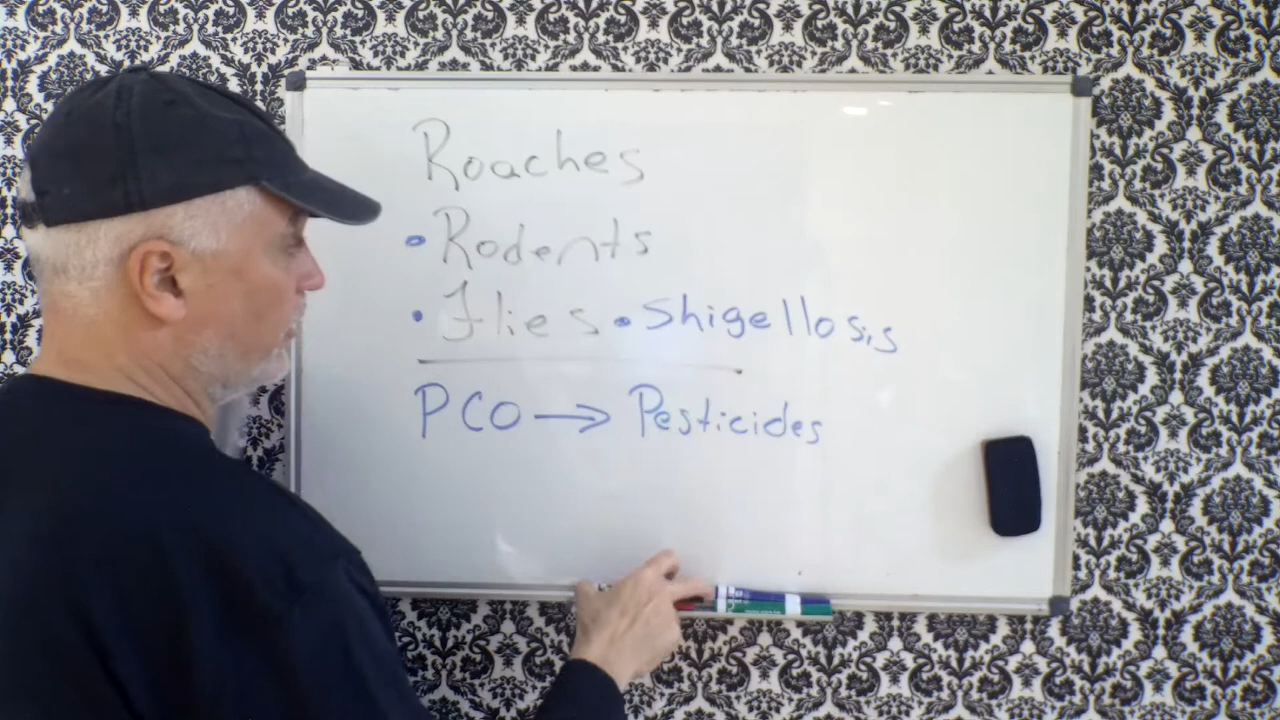 Roaches
• Rodents
• Flies • Shigellosis
PCO → Pesticides